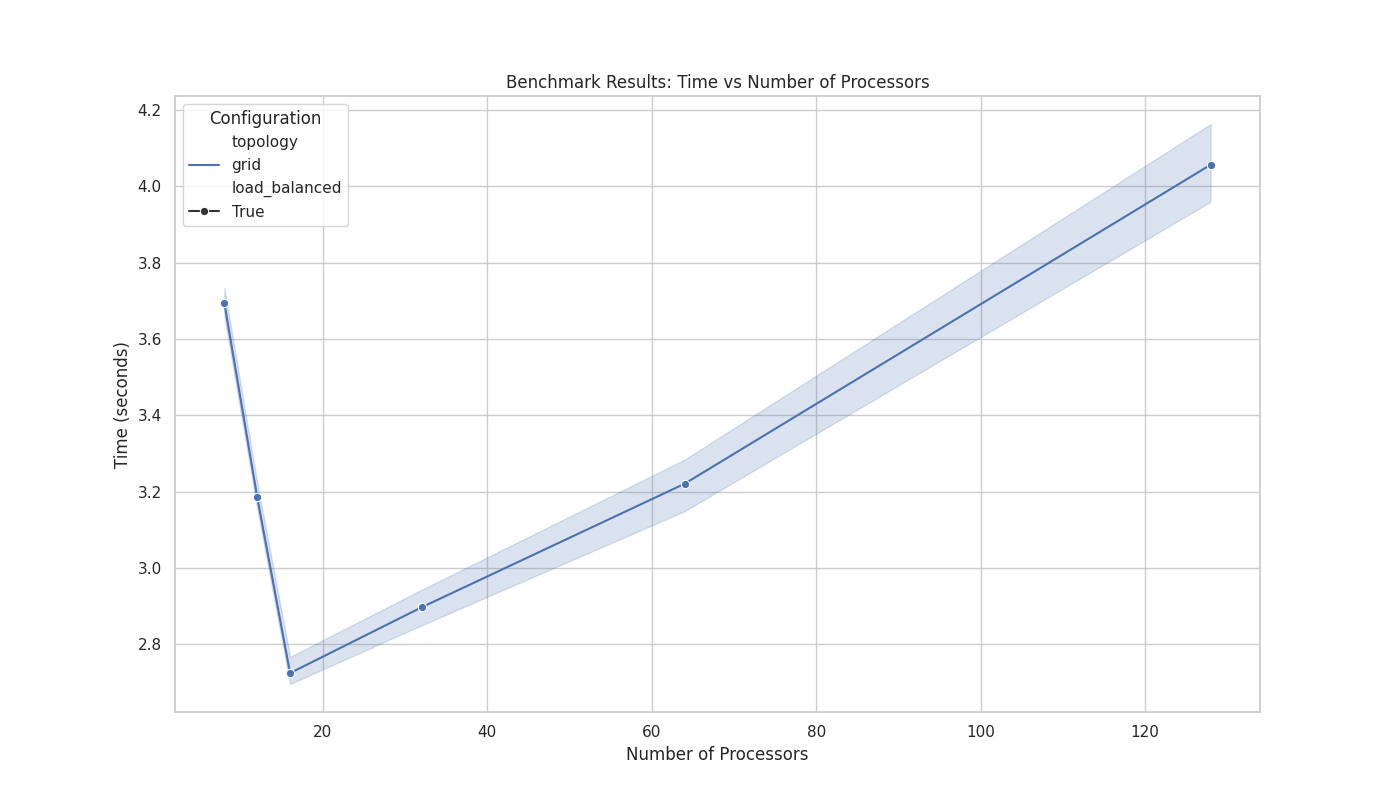 Benchmark Results: Time vs Number of Processors
Configuration
topology
grid
load_balanced
True
Time (seconds)
4.2
4.0
3.8
3.6
3.4
3.2
3.0
2.8
20 40 60 80 100 120
Number of Processors